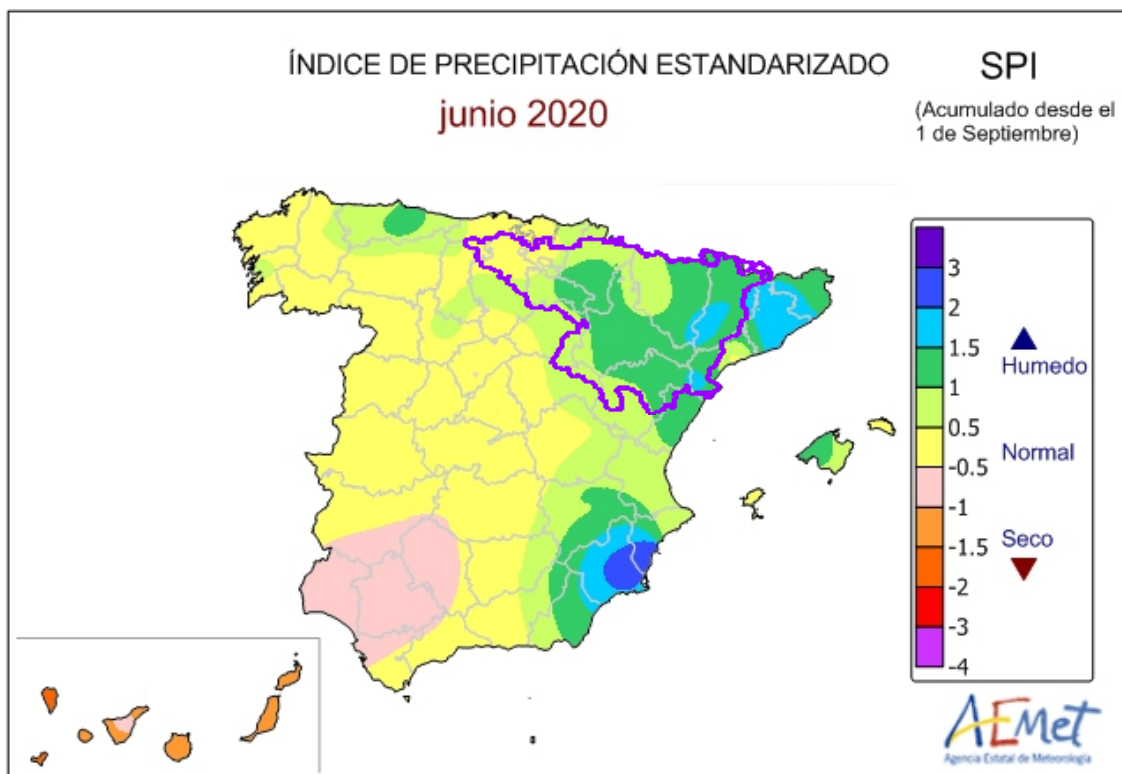 ÍNDICE DE PRECIPITACIÓN ESTANDARIZADO
junio 2020
SPI
(Acumulado desde el
1 de Septiembre)
3
2
1.5
1
0.5
-0.5
-1
-1.5
-2
-3
-4
Humedo
Normal
Seco
AEMet
Agencia Estatal de Meteorología